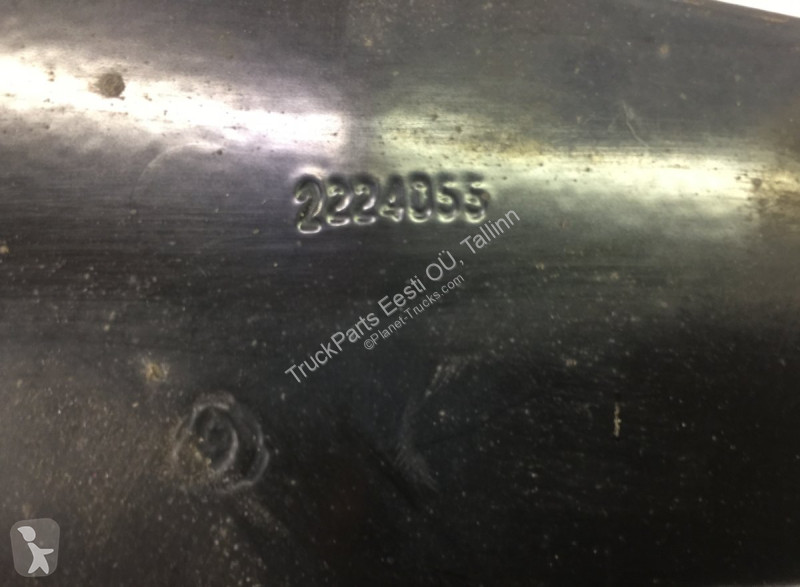 2224055
TruckParts Eesti OÜ, Tallinn
©Planet-Trucks.com